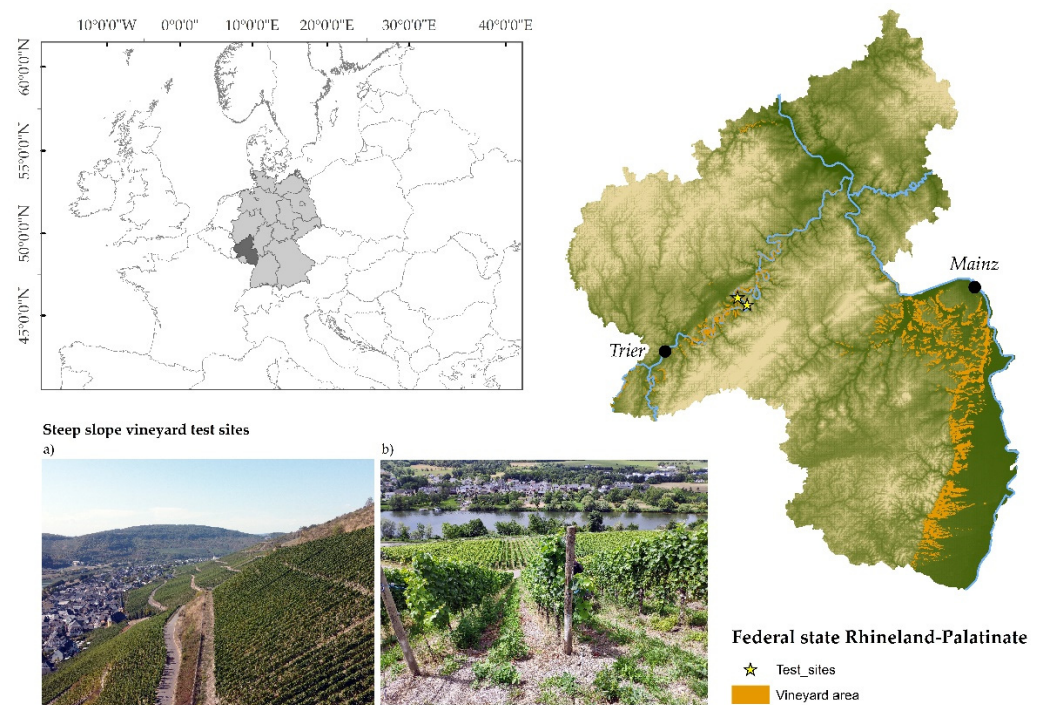 10°0'0"W 0°0'0" 10°0'0"E 20°0'0"E 30°0'0"E 40°0'0"E
60°0'0"N
55°0'0"N
50°0'0"N
45°0'0"N
Mainz
Trier
Steep slope vineyard test sites
a) b)
Federal state Rhineland-Palatinate
Test_sites
Vineyard area